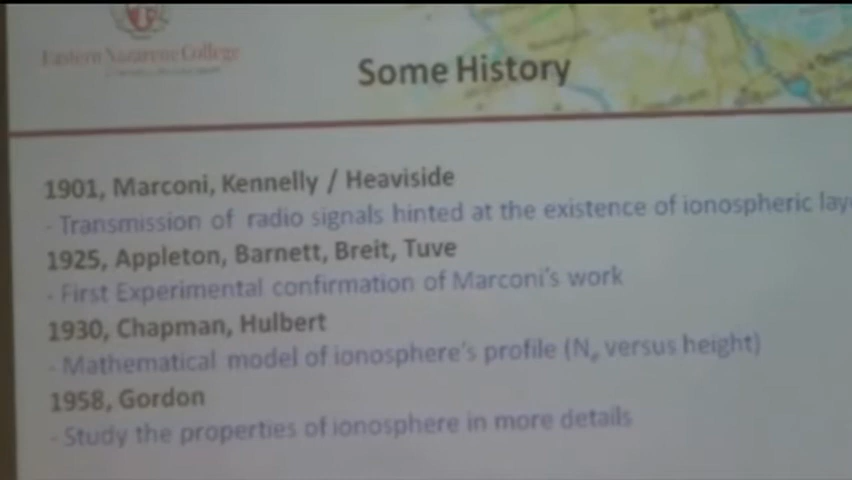 Eastern Nazarene College
Some History
1901, Marconi, Kennelly / Heaviside
- Transmission of radio signals hinted at the existence of ionospheric lay
1925, Appleton, Barnett, Breit, Tuve
- First Experimental confirmation of Marconi's work
1930, Chapman, Hulbert
- Mathematical model of ionosphere's profile (Ne versus height)
1958, Gordon
- Study the properties of ionosphere in more details